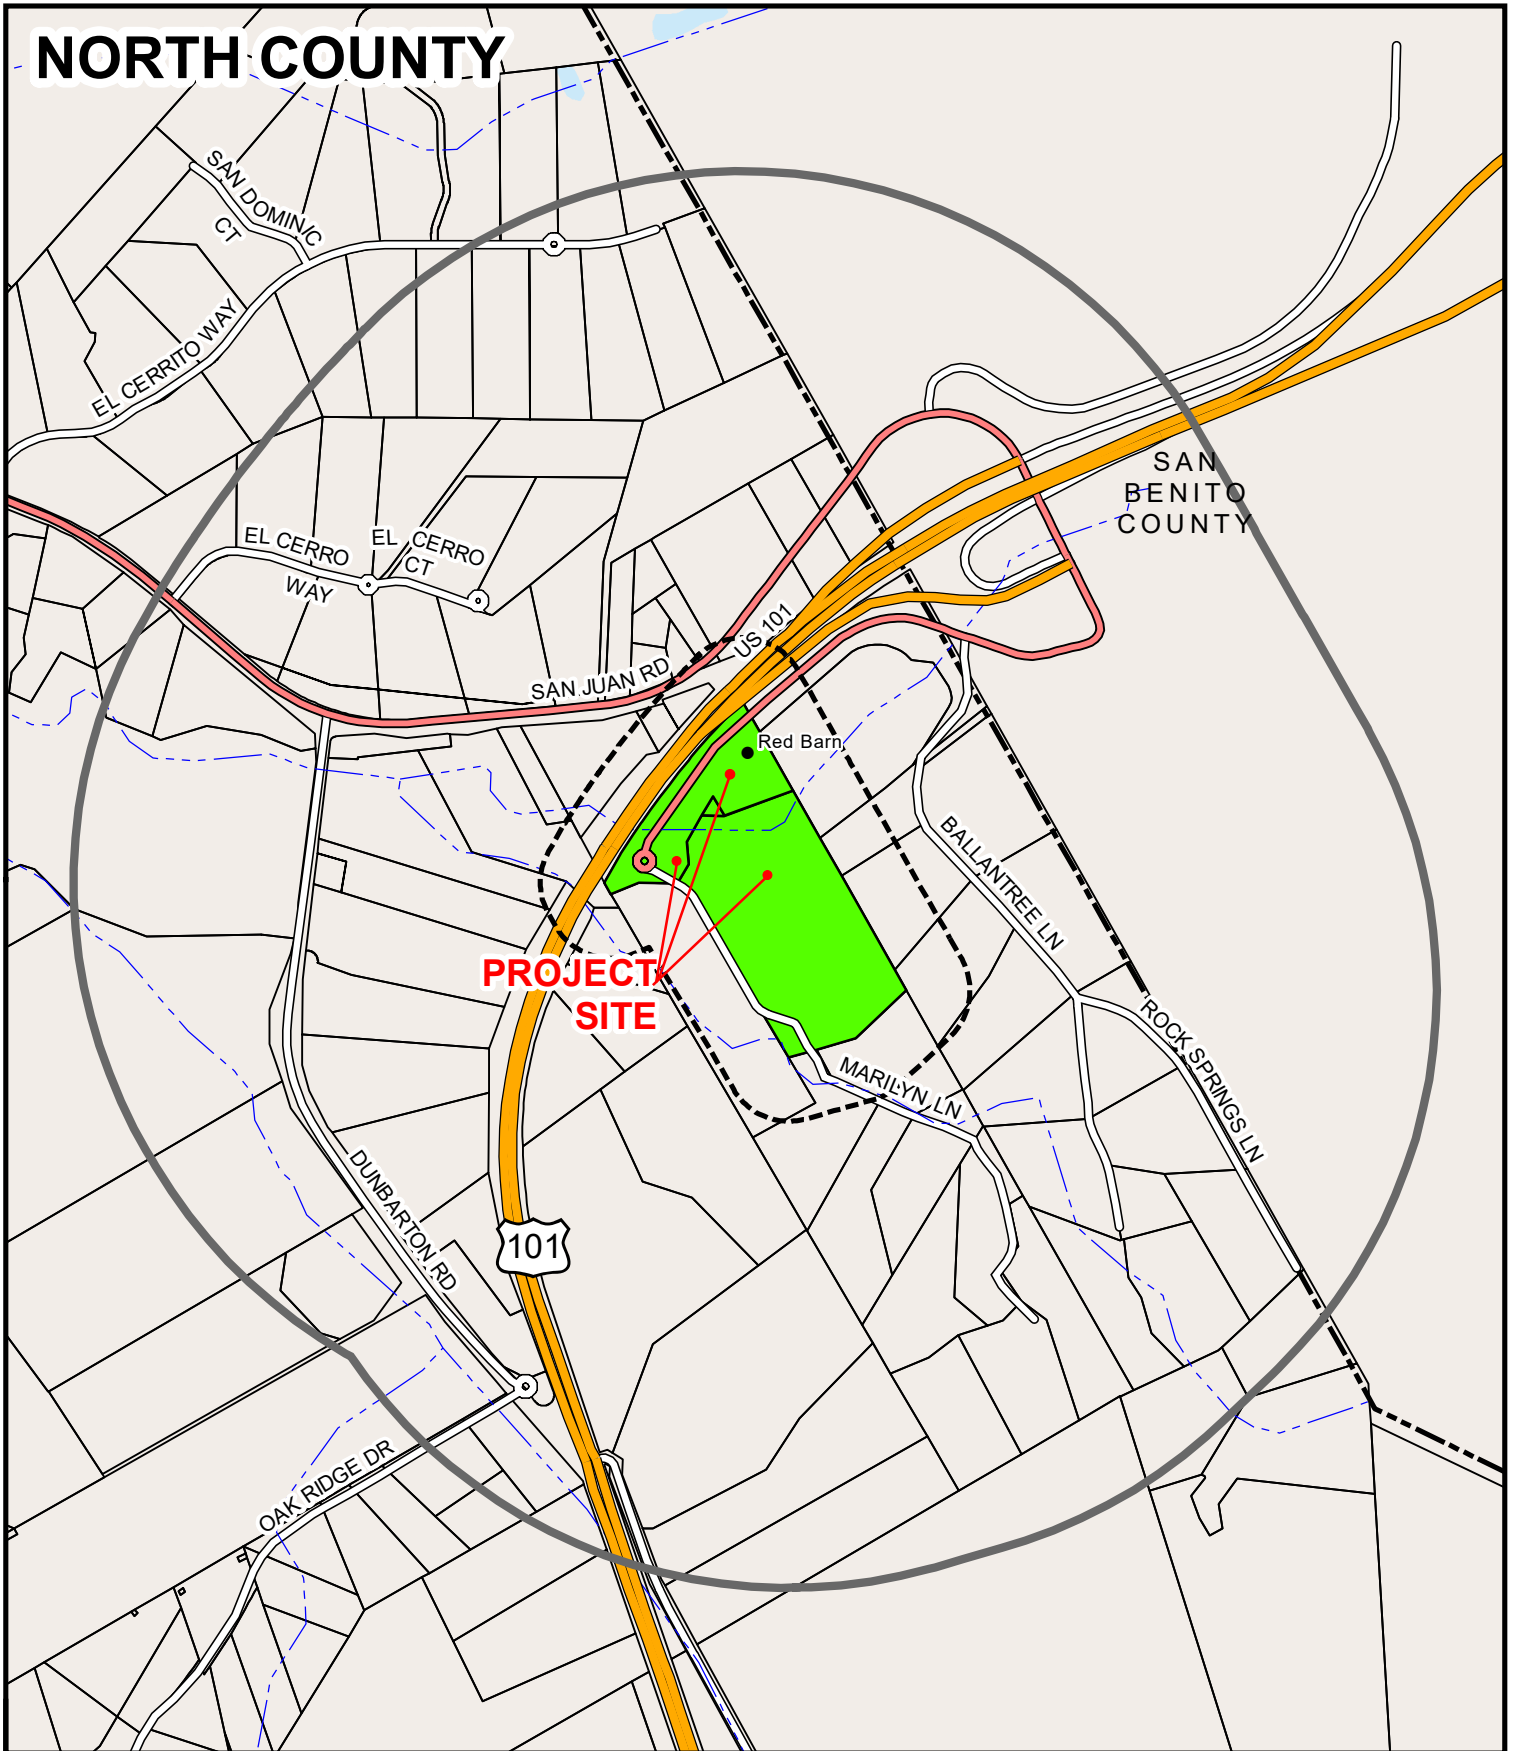 NORTH COUNTY
SAN DOMINIC
CT
EL CERRITO WAY
SAN
BENITO
COUNTY
EL CERRO
WAY
EL CERRO
CT
US 101
SAN JUAN RD
Red Barn
BALLANTREE LN
PROJECT
SITE
ROCK SPRINGS LN
MARILYN LN
DUNBARTON RD
101
OAK RIDGE DR